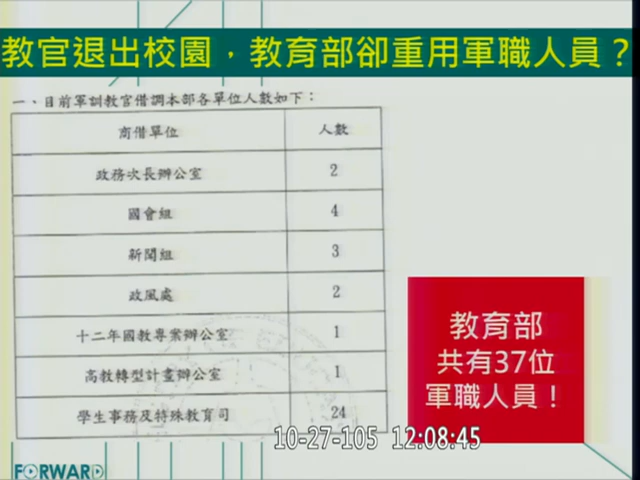 教官退出校園，教育部卻重用軍職人員？
一、目前軍訓教官借調本部各單位人數如下：
商借單位 人數
政務次長辦公室 2
國會組 4
新聞組 3
政風處 2
十二年國教專案辦公室 1
高教轉型計畫辦公室 1
學生事務及特殊教育司 24
教育部
共有37位
軍職人員！
10-27-105 12:08:45
FORWARD